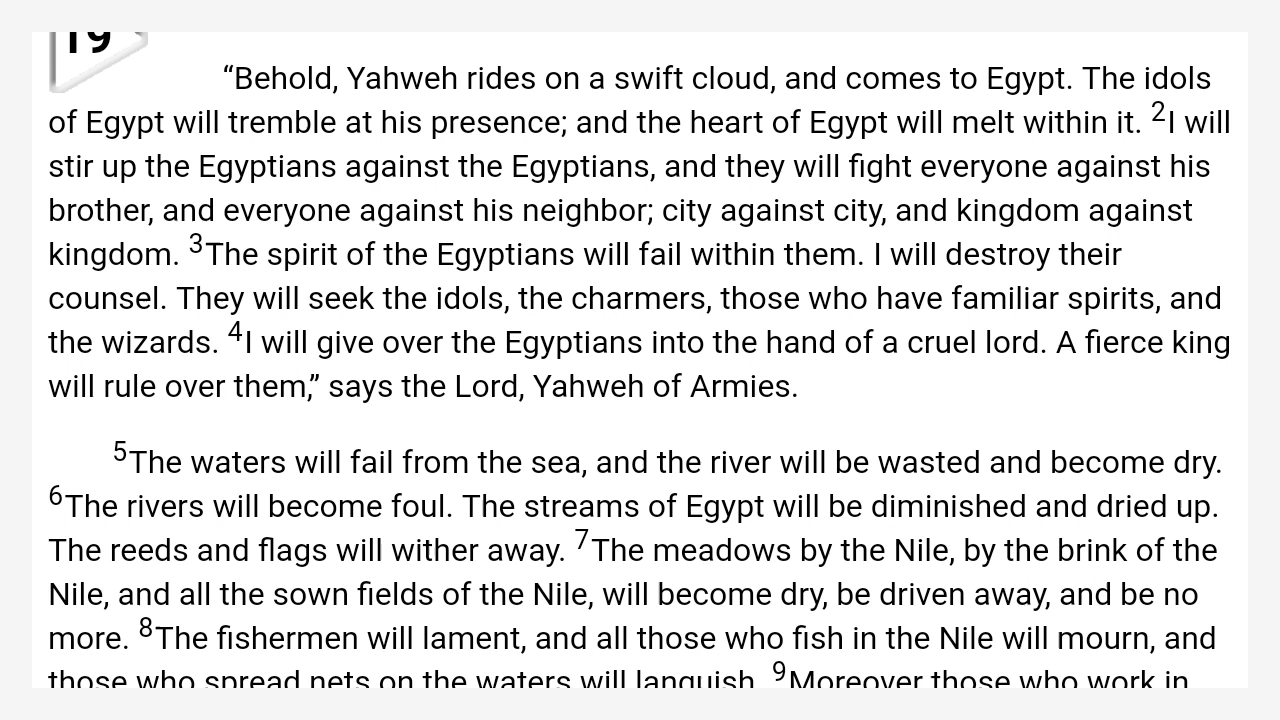 19
“Behold, Yahweh rides on a swift cloud, and comes to Egypt. The idols
of Egypt will tremble at his presence; and the heart of Egypt will melt within it. 2I will
stir up the Egyptians against the Egyptians, and they will fight everyone against his
brother, and everyone against his neighbor; city against city, and kingdom against
kingdom. 3The spirit of the Egyptians will fail within them. I will destroy their
counsel. They will seek the idols, the charmers, those who have familiar spirits, and
the wizards. 4I will give over the Egyptians into the hand of a cruel lord. A fierce king
will rule over them,” says the Lord, Yahweh of Armies.
5The waters will fail from the sea, and the river will be wasted and become dry.
6The rivers will become foul. The streams of Egypt will be diminished and dried up.
The reeds and flags will wither away. 7The meadows by the Nile, by the brink of the
Nile, and all the sown fields of the Nile, will become dry, be driven away, and be no
more. 8The fishermen will lament, and all those who fish in the Nile will mourn, and
those who spread nets on the waters will languish. 9Moreover those who work in